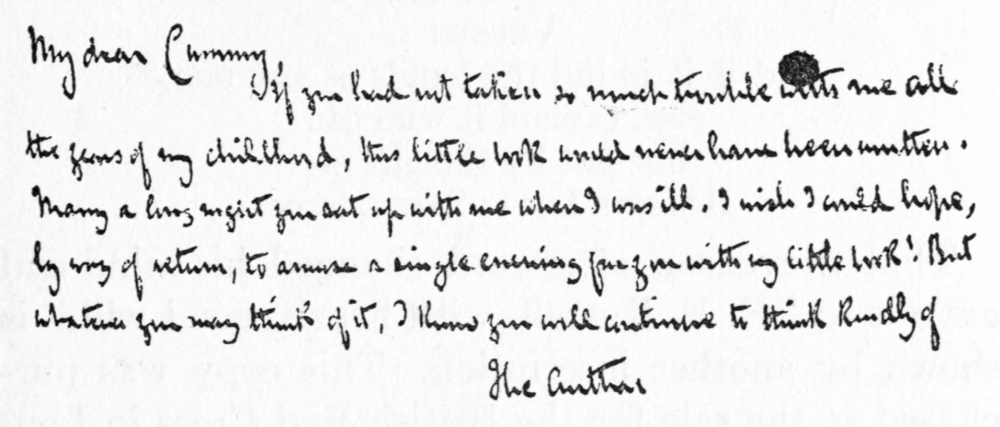 My dear Cummy,
If you had not taken so much trouble with me all
the years of my childhood, this little book would never have been written.
Many a long night you sat up with me when I was ill. I wish I could hope,
by way of return, to amuse a single evening for you with my little book! But
whatever you may think of it, I know you will continue to think kindly of
The Author